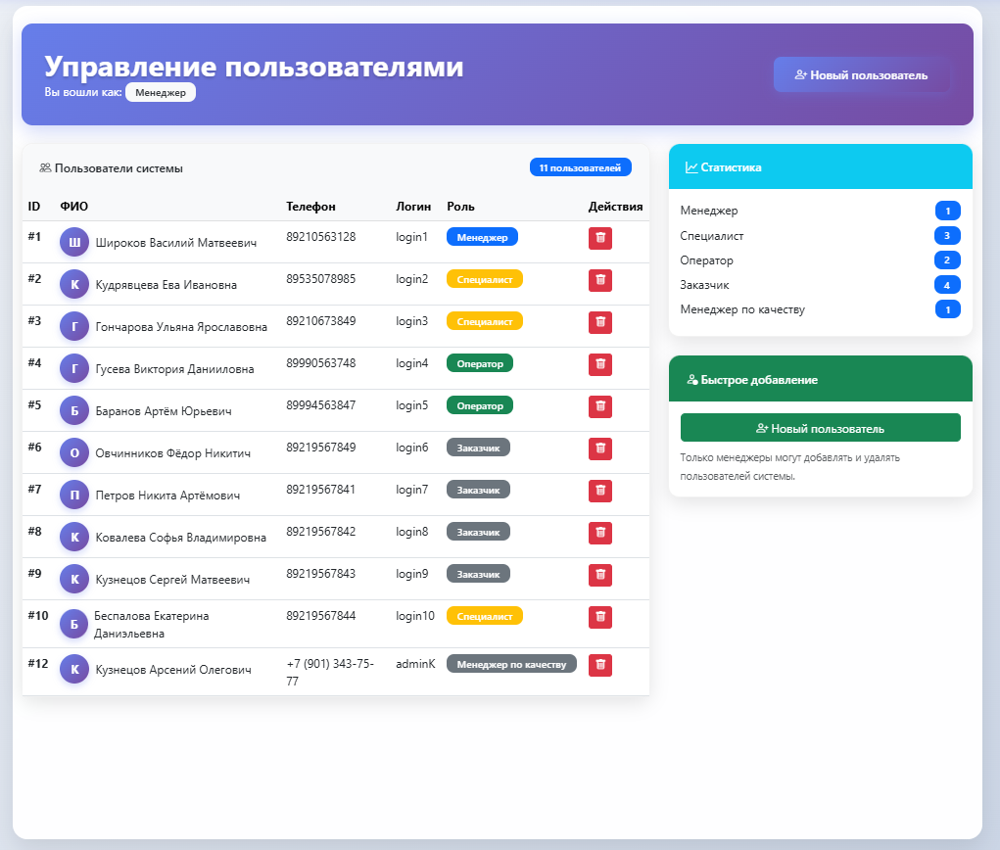 Управление пользователями
Вы вошли как: Менеджер
Новый пользователь
Пользователи системы
11 пользователей
ID ФИО Телефон Логин Роль Действия
#1 Ш Широков Василий Матвеевич 89210563128 login1 Менеджер
#2 К Кудрявцева Ева Ивановна 89535078985 login2 Специалист
#3 Г Гончарова Ульяна Ярославовна 89210673849 login3 Специалист
#4 Г Гусева Виктория Данииловна 89990563748 login4 Оператор
#5 Б Баранов Артём Юрьевич 89994563847 login5 Оператор
#6 О Овчинников Фёдор Никитич 89219567849 login6 Заказчик
#7 П Петров Никита Артёмович 89219567841 login7 Заказчик
#8 К Ковалева Софья Владимировна 89219567842 login8 Заказчик
#9 К Кузнецов Сергей Матвеевич 89219567843 login9 Заказчик
#10 Б Беспалова Екатерина 89219567844 login10 Специалист
Даниэльевна
#12 К Кузнецов Арсений Олегович +7 (901) 343-75- adminK Менеджер по качеству
77
Статистика
Менеджер 1
Специалист 3
Оператор 2
Заказчик 4
Менеджер по качеству 1
Быстрое добавление
Новый пользователь
Только менеджеры могут добавлять и удалять
пользователей системы.